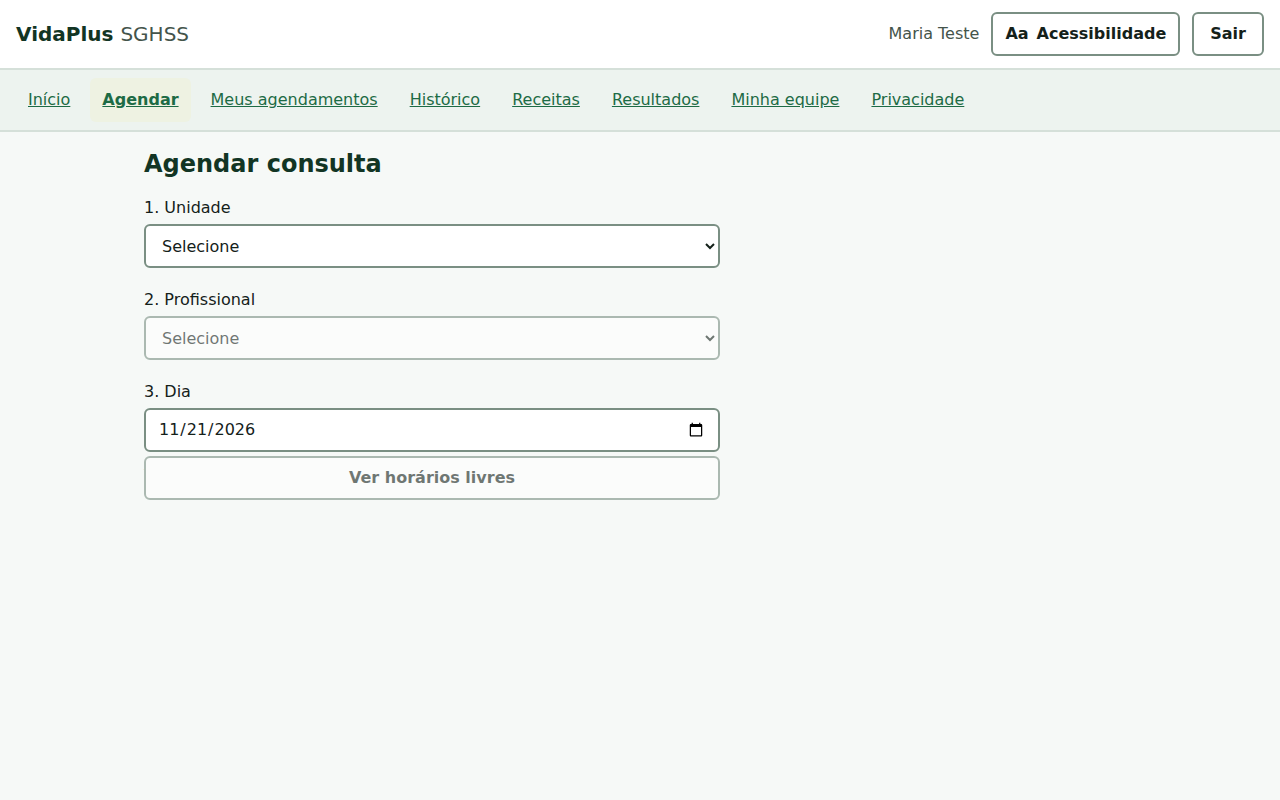 VidaPlus SGHSS
Maria Teste
Aa Acessibilidade
Sair
Início
Agendar
Meus agendamentos
Histórico
Receitas
Resultados
Minha equipe
Privacidade
Agendar consulta
1. Unidade
Selecione
2. Profissional
Selecione
3. Dia
11/21/2026
Ver horários livres